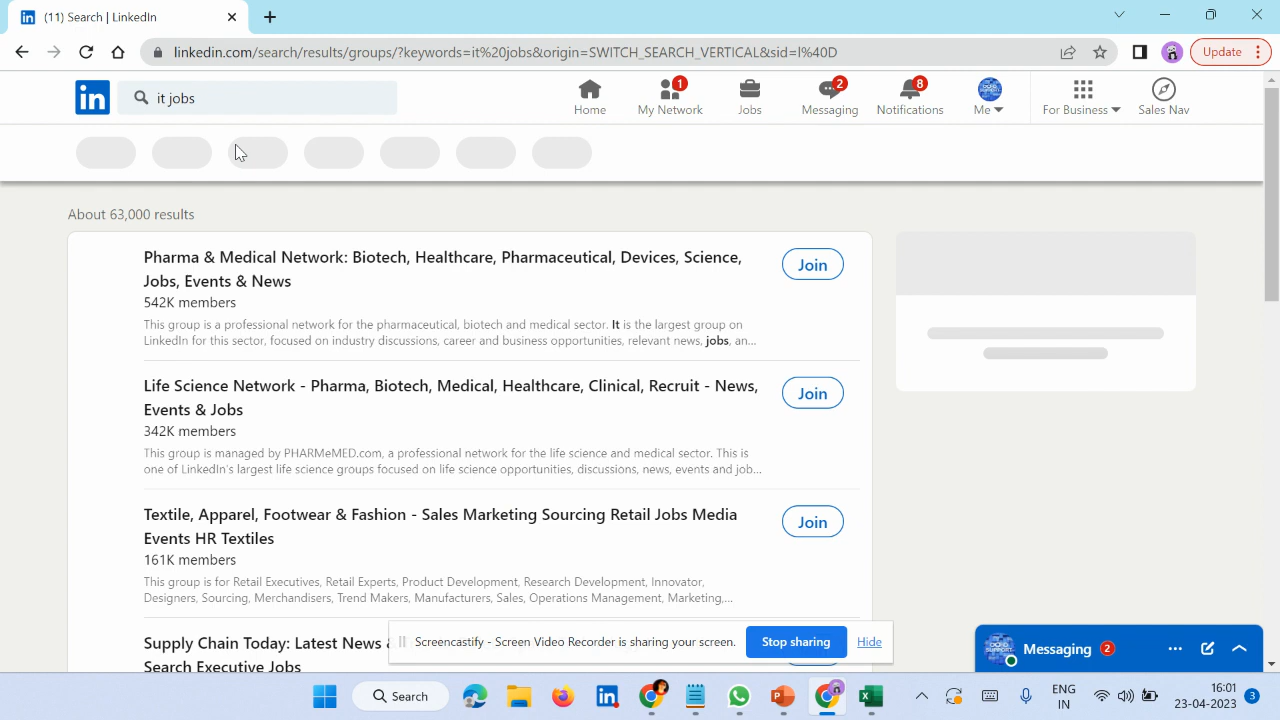 (11) Search | LinkedIn
linkedin.com/search/results/groups/?keywords=it%20jobs&origin=SWITCH_SEARCH_VERTICAL&sid=I%40D
Update
in
it jobs
Home
1
My Network
Jobs
2
Messaging
8
Notifications
Me
For Business
Sales Nav
About 63,000 results
Pharma & Medical Network: Biotech, Healthcare, Pharmaceutical, Devices, Science,
Jobs, Events & News
542K members
This group is a professional network for the pharmaceutical, biotech and medical sector. It is the largest group on
LinkedIn for this sector, focused on industry discussions, career and business opportunities, relevant news, jobs, an...
Join
Life Science Network - Pharma, Biotech, Medical, Healthcare, Clinical, Recruit - News,
Events & Jobs
342K members
This group is managed by PHARMeMED.com, a professional network for the life science and medical sector. This is
one of LinkedIn's largest life science groups focused on life science opportunities, discussions, news, events and job...
Join
Textile, Apparel, Footwear & Fashion - Sales Marketing Sourcing Retail Jobs Media
Events HR Textiles
161K members
This group is for Retail Executives, Retail Experts, Product Development, Research Development, Innovator,
Designers, Sourcing, Merchandisers, Trend Makers, Manufacturers, Sales, Operations Management, Marketing,...
Join
Supply Chain Today: Latest News &
Search Executive Jobs
Screencastify - Screen Video Recorder is sharing your screen.
Stop sharing
Hide
Messaging 2
Search
ENG
IN
16:01
23-04-2023
3